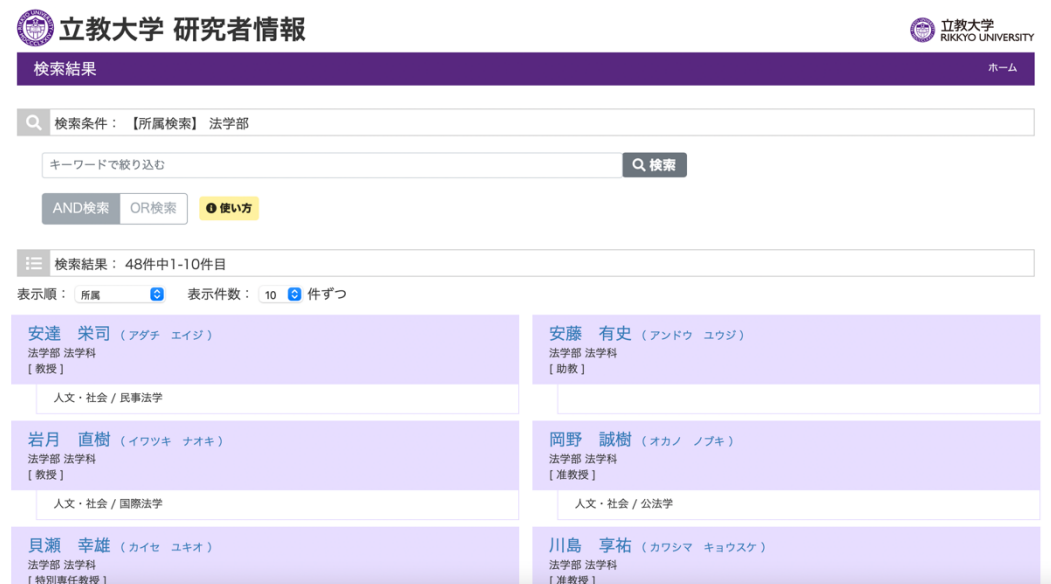 立教大学 研究者情報
立教大学
RIKKYO UNIVERSITY
検索結果
ホーム
検索条件： 【所属検索】 法学部
キーワードで絞り込む
検索
AND検索
OR検索
使い方
検索結果： 48件中1-10件目
表示順： 所属 表示件数： 10 件ずつ
安達　栄司 （ アダチ　エイジ ）
法学部 法学科
[ 教授 ]
人文・社会 / 民事法学
安藤　有史 （ アンドウ　ユウジ ）
法学部 法学科
[ 助教 ]
岩月　直樹 （ イワツキ　ナオキ ）
法学部 法学科
[ 教授 ]
人文・社会 / 国際法学
岡野　誠樹 （ オカノ　ノブキ ）
法学部 法学科
[ 准教授 ]
人文・社会 / 公法学
貝瀬　幸雄 （ カイセ　ユキオ ）
法学部 法学科
[ 特別専任教授 ]
川島　享祐 （ カワシマ　キョウスケ ）
法学部 法学科
[ 准教授 ]